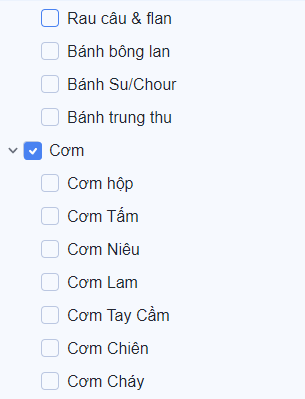 Rau câu & flan
Bánh bông lan
Bánh Su/Chour
Bánh trung thu
Cơm
Cơm hộp
Cơm Tấm
Cơm Niêu
Cơm Lam
Cơm Tay Cầm
Cơm Chiên
Cơm Cháy